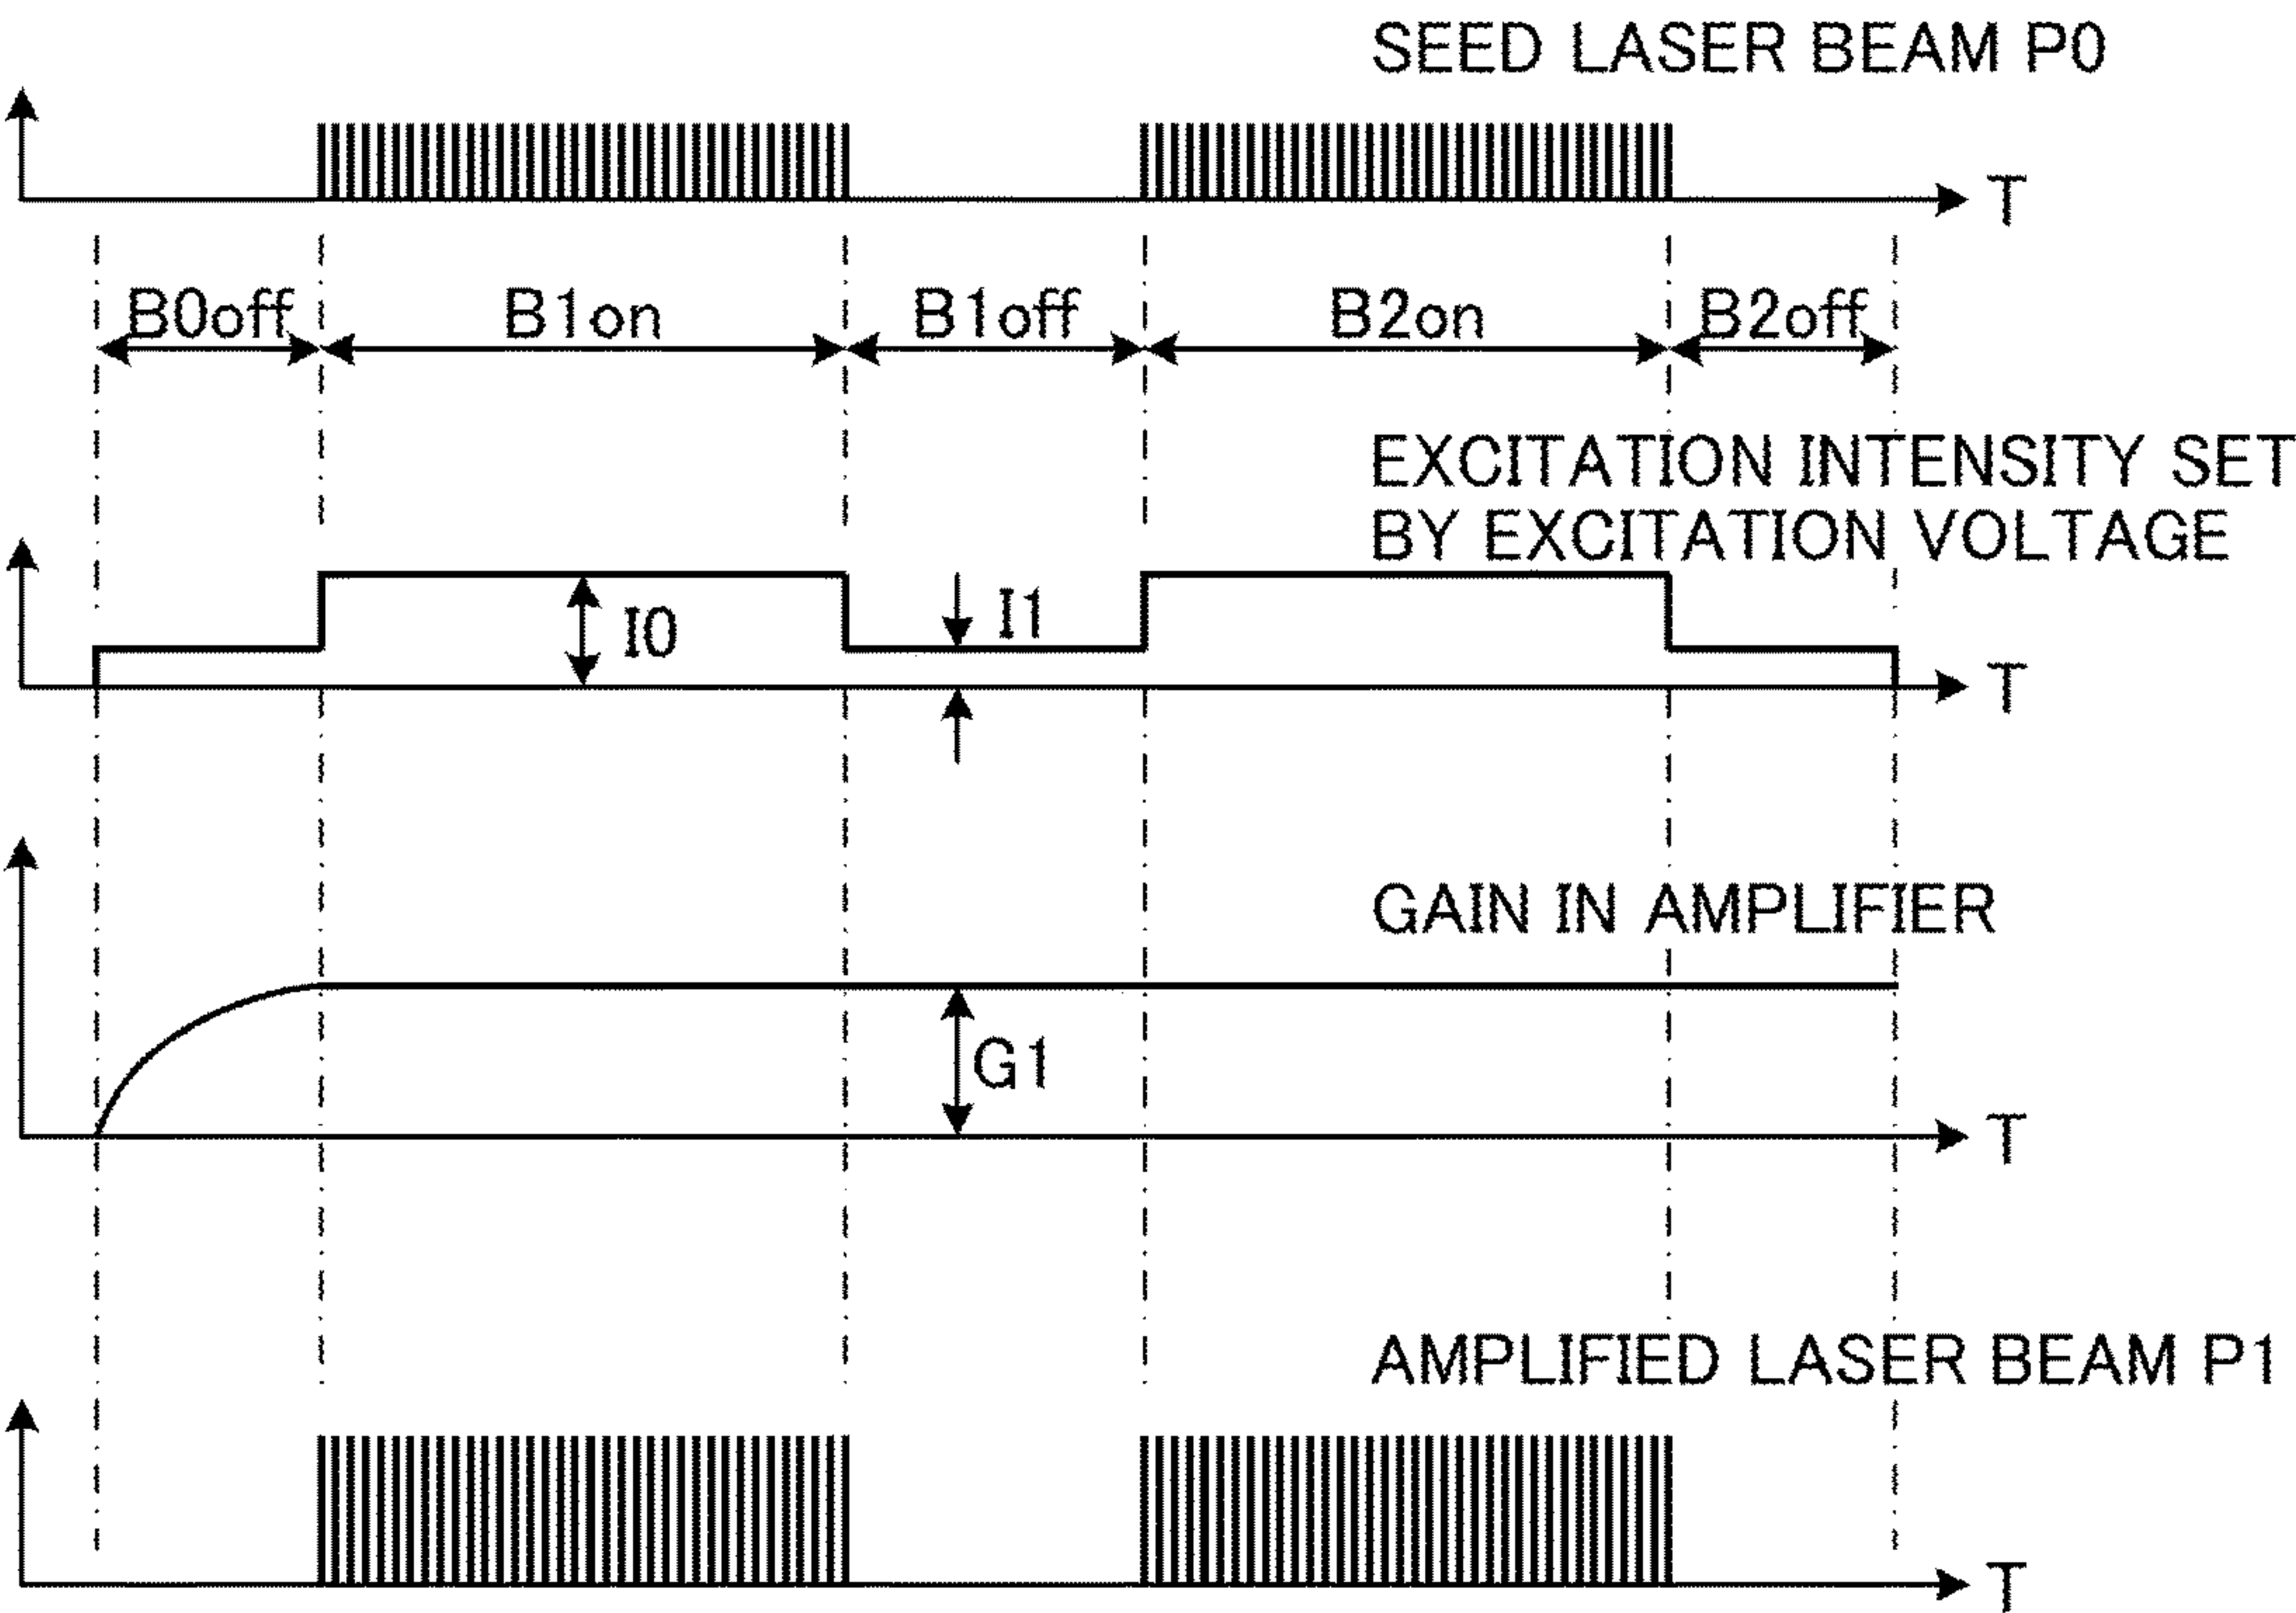 SEED LASER BEAM P0
T
B0off B1on B1off B2on B2off
EXCITATION INTENSITY SET
BY EXCITATION VOLTAGE
I0 I1
T
GAIN IN AMPLIFIER
G1
T
AMPLIFIED LASER BEAM P1
T